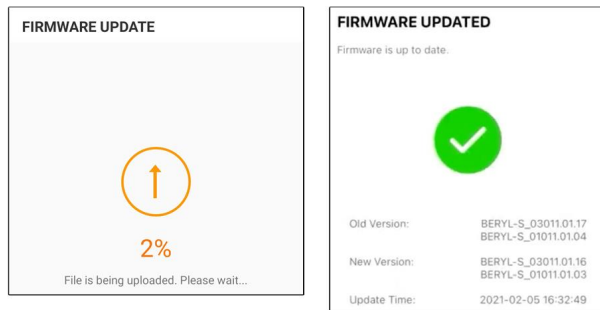 FIRMWARE UPDATE
2%
File is being uploaded. Please wait...
FIRMWARE UPDATED
Firmware is up to date.
Old Version: BERYL-S_03011.01.17
BERYL-S_01011.01.04
New Version: BERYL-S_03011.01.16
BERYL-S_01011.01.03
Update Time: 2021-02-05 16:32:49